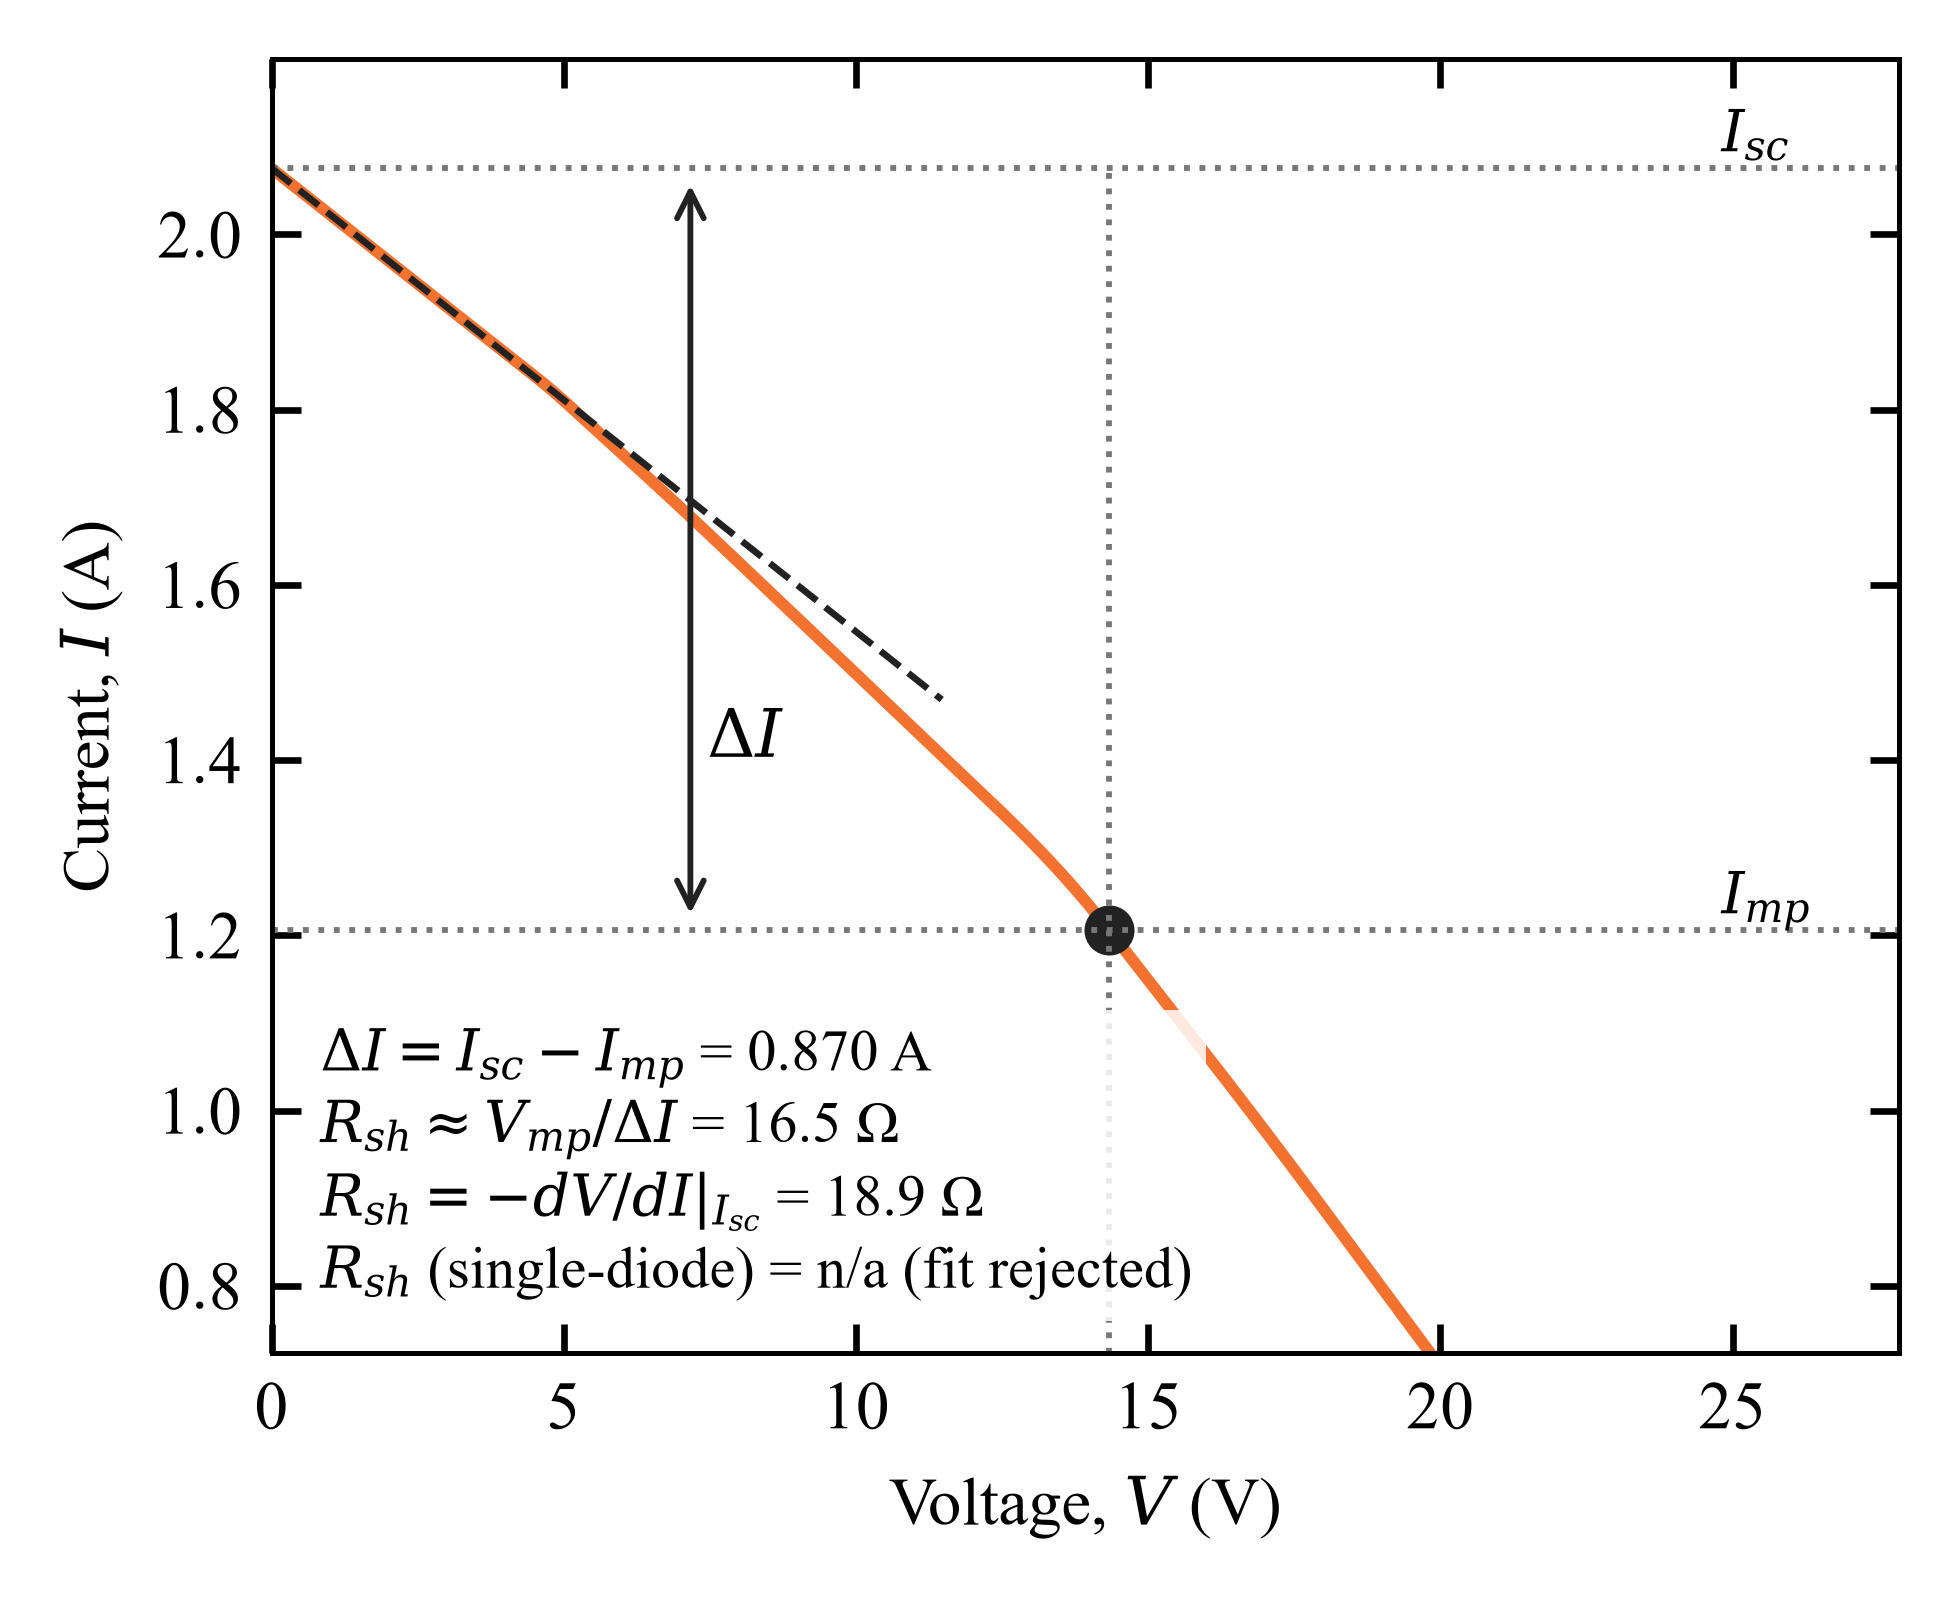 I_sc
2.0
1.8
1.6
1.4
1.2
1.0
0.8
Current, I (A)
ΔI
I_mp
ΔI = I_sc − I_mp = 0.870 A
R_sh ≈ V_mp/ΔI = 16.5 Ω
R_sh = −dV/dI|_I_sc = 18.9 Ω
R_sh (single-diode) = n/a (fit rejected)
0 5 10 15 20 25
Voltage, V (V)